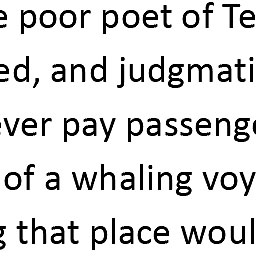 e poor poet of Te
ed, and judgmati
ever pay passenge
of a whaling voy
g that place woul